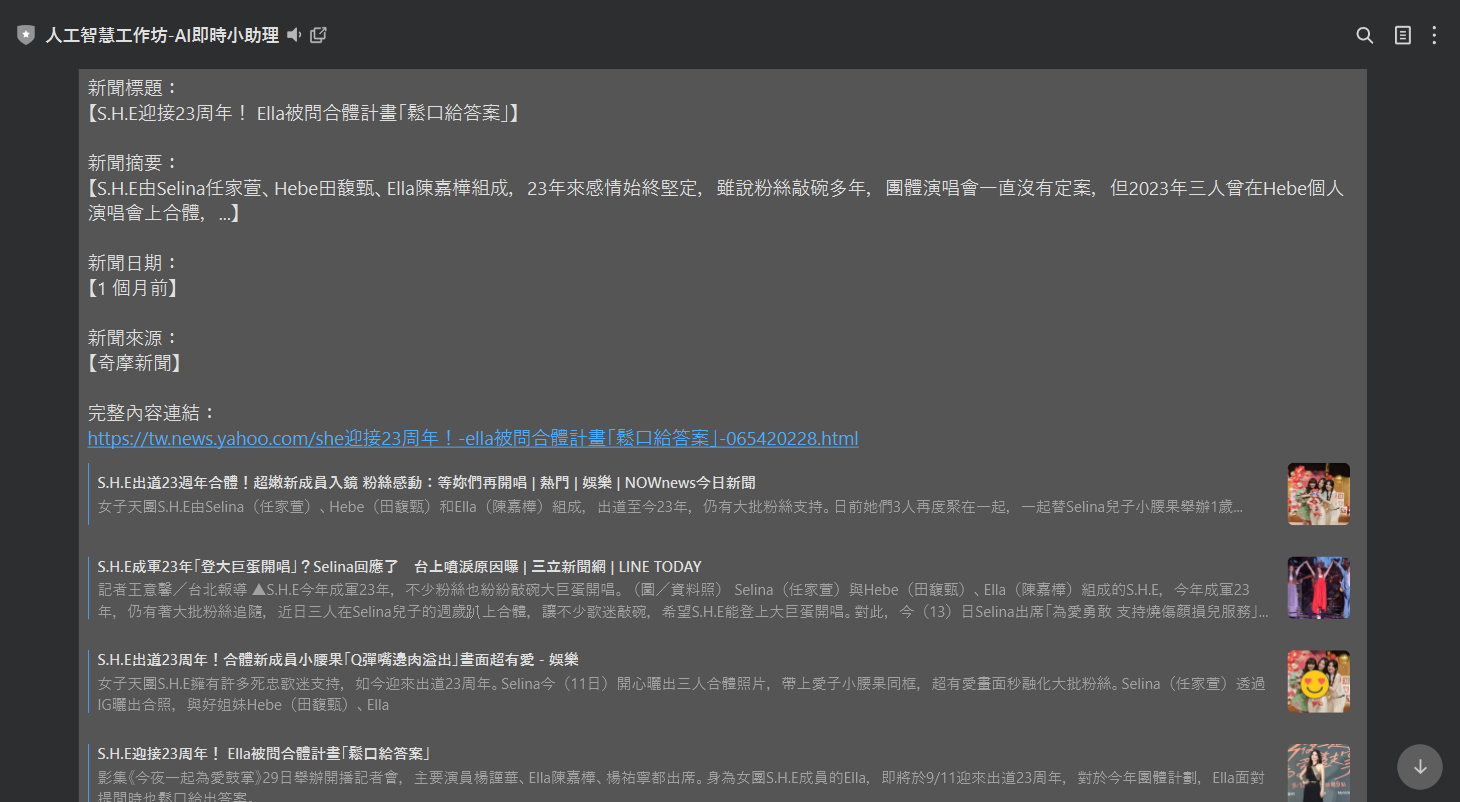 人工智慧工作坊-AI即時小助理
新聞標題：
【S.H.E迎接23周年！ Ella被問合體計畫「鬆口給答案」】
新聞摘要：
【S.H.E由Selina任家萱、Hebe田馥甄、Ella陳嘉樺組成，23年來感情始終堅定，雖說粉絲敲碗多年，團體演唱會一直沒有定案，但2023年三人曾在Hebe個人
演唱會上合體，...】
新聞日期：
【1 個月前】
新聞來源：
【奇摩新聞】
完整內容連結：
https://tw.news.yahoo.com/she迎接23周年！-ella被問合體計畫「鬆口給答案」-065420228.html
S.H.E出道23週年合體！超嫩新成員入鏡 粉絲感動：等妳們再開唱 | 熱門 | 娛樂 | NOWnews今日新聞
女子天團S.H.E由Selina（任家萱）、Hebe（田馥甄）和Ella（陳嘉樺）組成，出道至今23年，仍有大批粉絲支持。日前她們3人再度聚在一起，一起替Selina兒子小腰果舉辦1歲...
S.H.E成軍23年「登大巨蛋開唱」？Selina回應了　台上噴淚原因曝 | 三立新聞網 | LINE TODAY
記者王意馨／台北報導 ▲S.H.E今年成軍23年，不少粉絲也紛紛敲碗大巨蛋開唱。（圖／資料照） Selina（任家萱）與Hebe（田馥甄）、Ella（陳嘉樺）組成的S.H.E，今年成軍23
年，仍有著大批粉絲追隨，近日三人在Selina兒子的週歲趴上合體，讓不少歌迷敲碗，希望S.H.E能登上大巨蛋開唱。對此，今（13）日Selina出席「為愛勇敢 支持燒傷顏損兒服務」...
S.H.E出道23周年！合體新成員小腰果「Q彈嘴邊肉溢出」畫面超有愛 - 娛樂
女子天團S.H.E擁有許多死忠歌迷支持，如今迎來出道23周年。Selina今（11日）開心曬出三人合體照片，帶上愛子小腰果同框，超有愛畫面秒融化大批粉絲。Selina（任家萱）透過
IG曬出合照，與好姐妹Hebe（田馥甄）、Ella
S.H.E迎接23周年！ Ella被問合體計畫「鬆口給答案」
影集《今夜一起為愛鼓掌》29日舉辦開播記者會，主要演員楊謹華、Ella陳嘉樺、楊祐寧都出席。身為女團S.H.E成員的Ella，即將於9/11迎來出道23周年，對於今年團體計劃，Ella面對
提問時也鬆口給出答案。